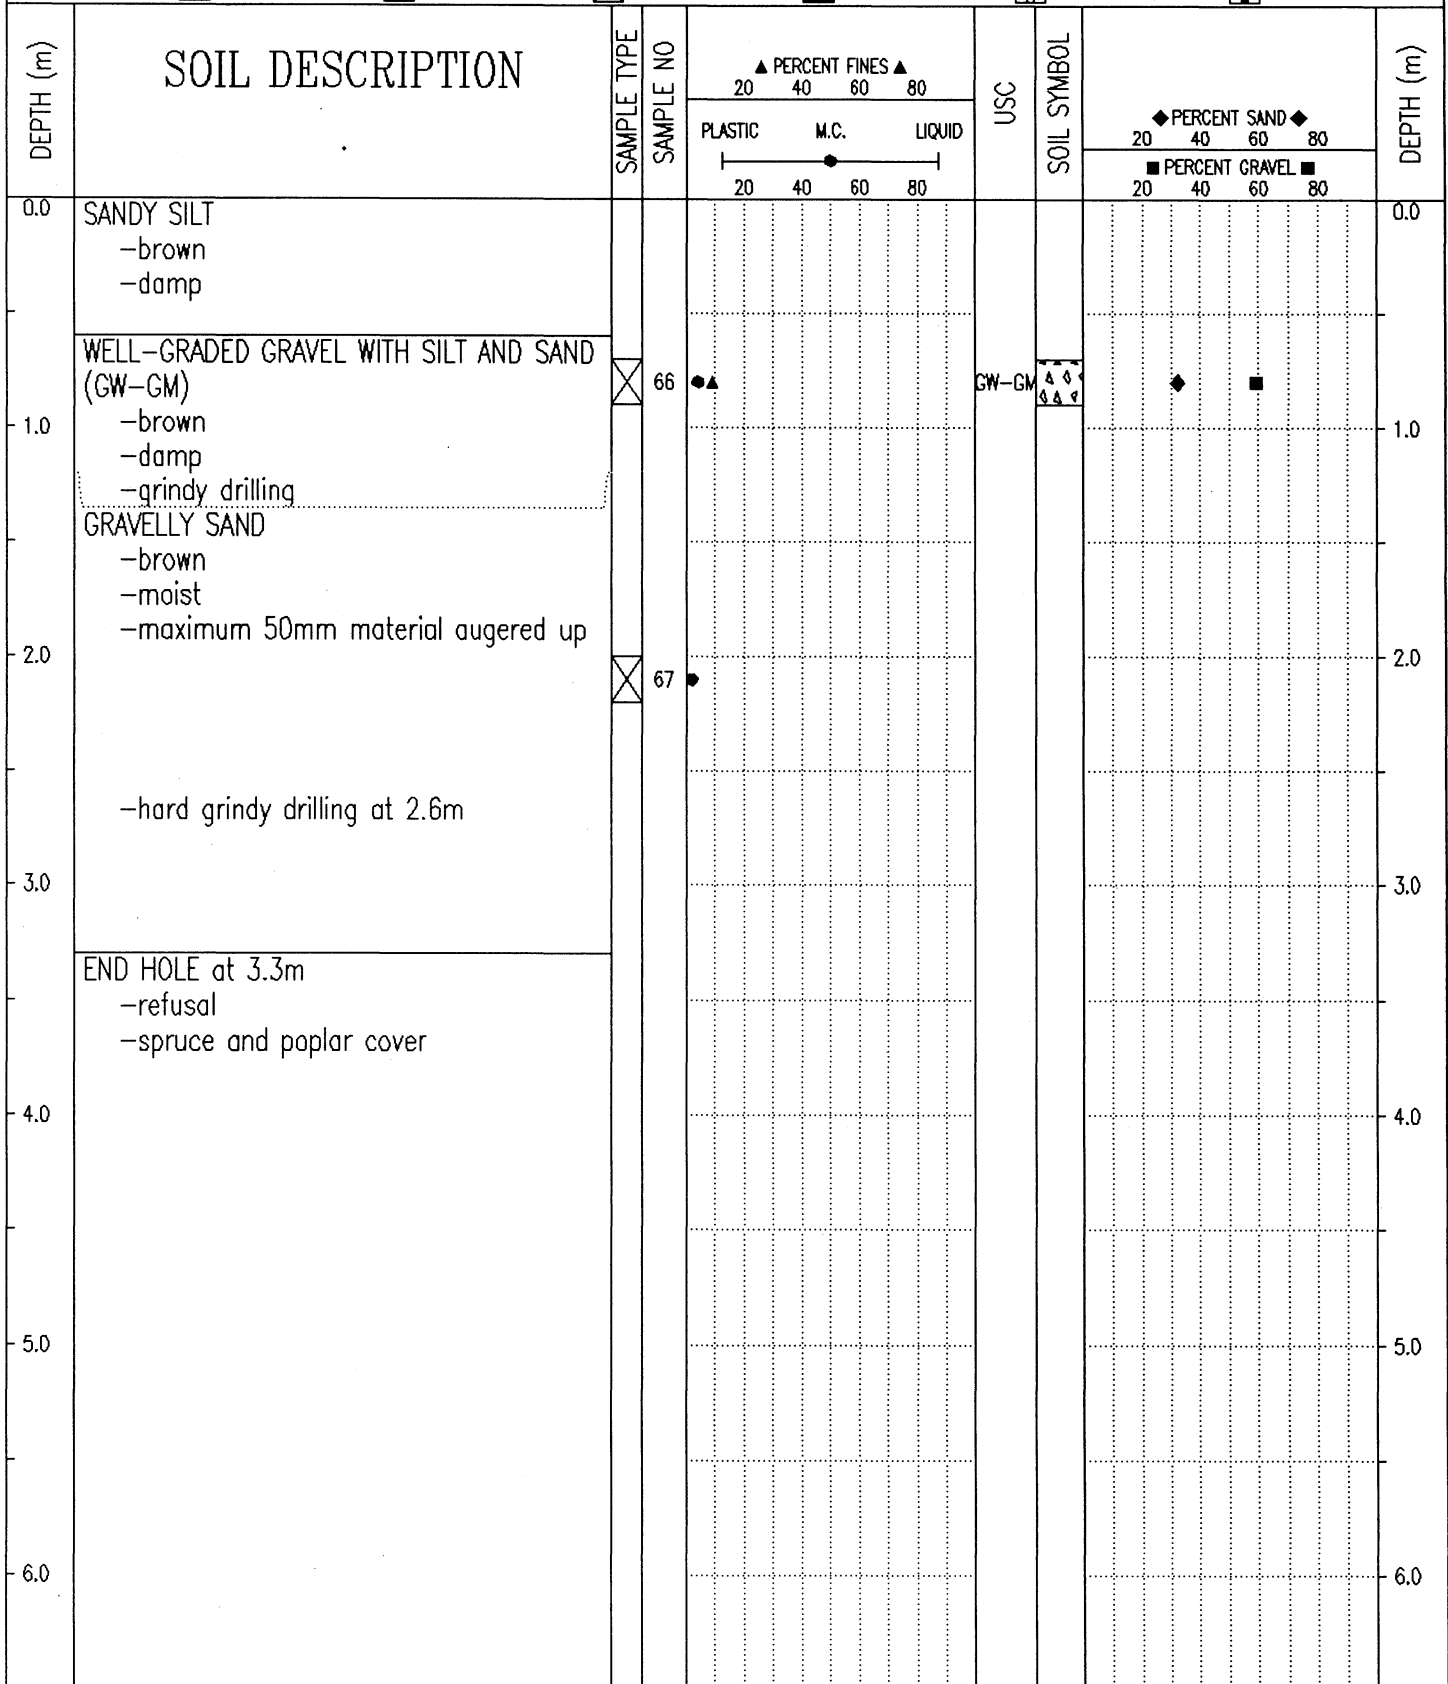 DEPTH (m)
SOIL DESCRIPTION
SAMPLE TYPE
SAMPLE NO
▲ PERCENT FINES ▲
20 40 60 80
PLASTIC M.C. LIQUID
20 40 60 80
USC
SOIL SYMBOL
◆PERCENT SAND◆
20 40 60 80
■ PERCENT GRAVEL ■
20 40 60 80
DEPTH (m)
0.0 SANDY SILT 0.0
-brown
-damp
WELL-GRADED GRAVEL WITH SILT AND SAND
(GW-GM) 66 GW-GM
-brown
1.0 1.0
-damp
-grindy drilling
GRAVELLY SAND
-brown
-moist
-maximum 50mm material augered up
2.0 2.0
67
-hard grindy drilling at 2.6m
3.0 3.0
END HOLE at 3.3m
-refusal
-spruce and poplar cover
4.0 4.0
5.0 5.0
6.0 6.0